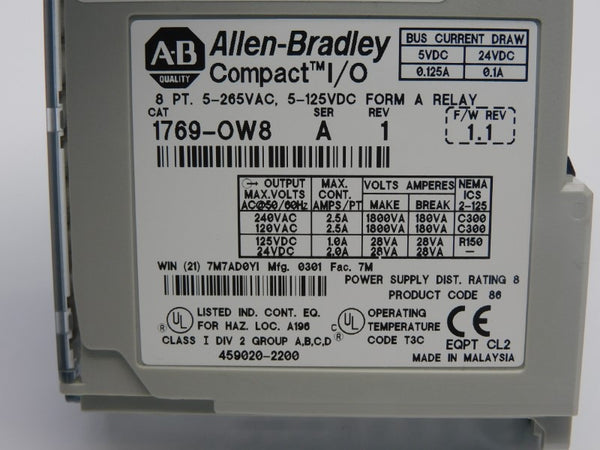 A-B
QUALITY
Allen-Bradley
Compact™ I/O
BUS CURRENT DRAW
5VDC 24VDC
0.125A 0.1A
8 PT. 5-265VAC, 5-125VDC FORM A RELAY
CAT SER REV F/W REV
1769-OW8 A 1 1.1
OUTPUT MAX. VOLTS AC@50/60Hz MAX. CONT. AMPS/PT VOLTS AMPERES MAKE BREAK NEMA ICS 2-125
240VAC 2.5A 1800VA 180VA C300
120VAC 2.5A 1800VA 180VA C300
125VDC 1.0A 28VA 28VA R150
24VDC 2.0A 28VA 28VA —
WIN (21) 7M7AD0YI Mfg. 0301 Fac. 7M
POWER SUPPLY DIST. RATING 8
PRODUCT CODE 86
UL LISTED IND. CONT. EQ.
FOR HAZ. LOC. A196
CLASS I DIV 2 GROUP A,B,C,D
459020-2200
UL OPERATING
TEMPERATURE
CODE T3C
CE
EQPT CL2
MADE IN MALAYSIA